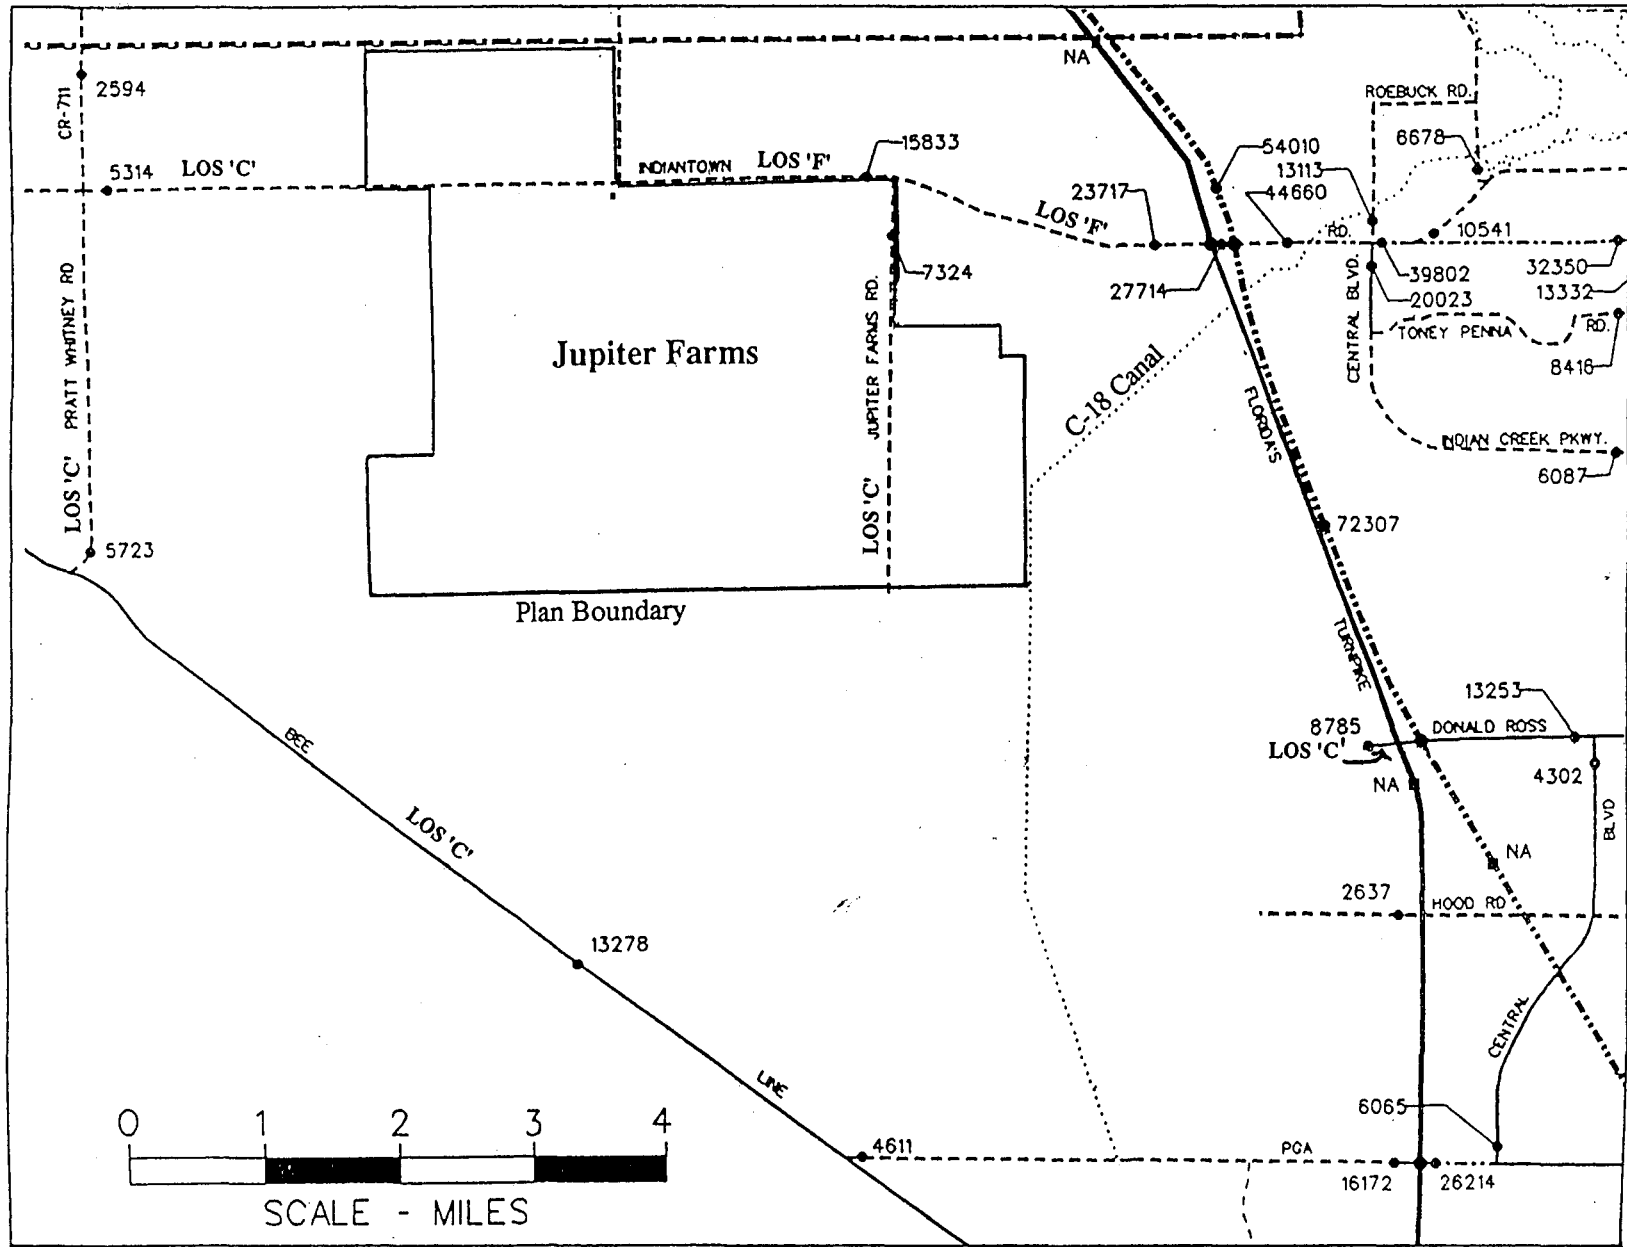 NA
2594
CR-711
ROEBUCK RD.
6678
54010
13113
44660
5314
LOS 'C'
INDIANTOWN
LOS 'F'
15833
23717
LOS 'F'
RD.
10541
39802
32350
20023
13332
7324
27714
CENTRAL BLVD.
TONEY PENNA
RD.
8416
PRATT WHITNEY RD
LOS 'C'
Jupiter Farms
JUPITER FARMS RD.
LOS 'C'
C-18 Canal
FLORIDA'S
INDIAN CREEK PKWY.
6087
5723
72307
Plan Boundary
TURNPIKE
13253
8785
DONALD ROSS
LOS 'C'
4302
NA
BLVD
BEE
LOS 'C'
NA
2637
HOOD RD
13278
CENTRAL
LINE
6065
4611
PGA
16172
26214
0 1 2 3 4
SCALE - MILES